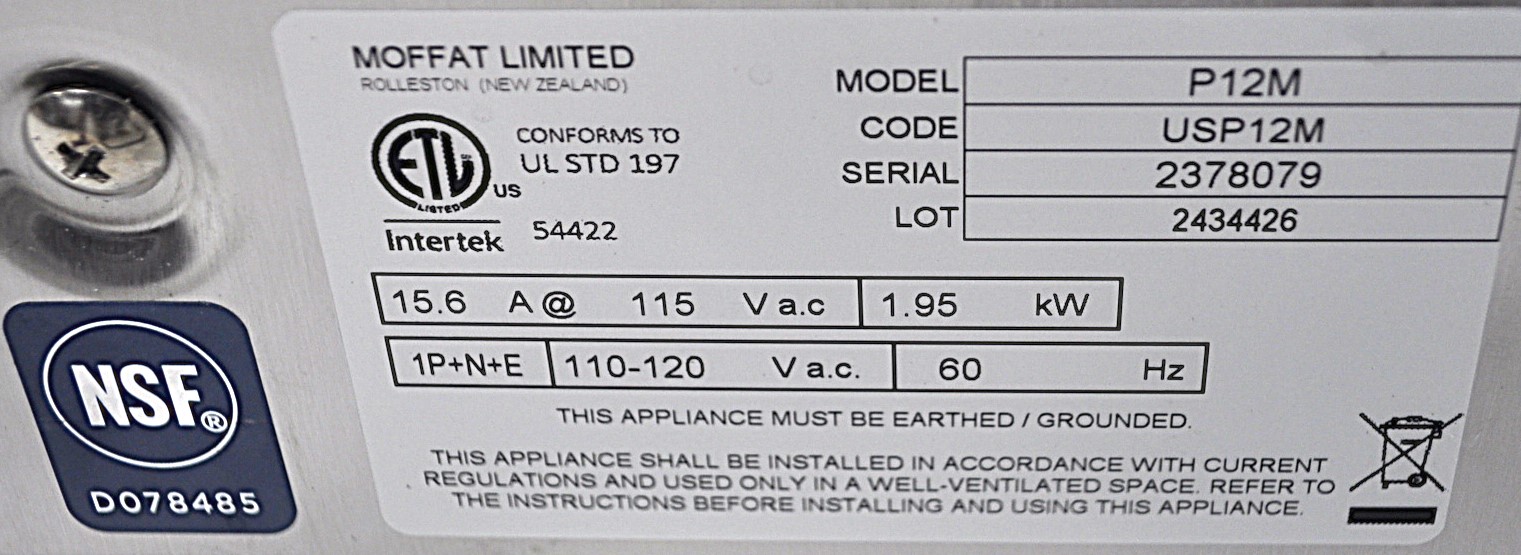 MOFFAT LIMITED
ROLLESTON (NEW ZEALAND)
ETL LISTED US
CONFORMS TO
UL STD 197
Intertek 54422
MODEL P12M
CODE USP12M
SERIAL 2378079
LOT 2434426
15.6 A@ 115 V a.c 1.95 kW
1P+N+E 110-120 V a.c. 60 Hz
THIS APPLIANCE MUST BE EARTHED / GROUNDED.
THIS APPLIANCE SHALL BE INSTALLED IN ACCORDANCE WITH CURRENT
REGULATIONS AND USED ONLY IN A WELL-VENTILATED SPACE. REFER TO
THE INSTRUCTIONS BEFORE INSTALLING AND USING THIS APPLIANCE.
NSF®
D078485